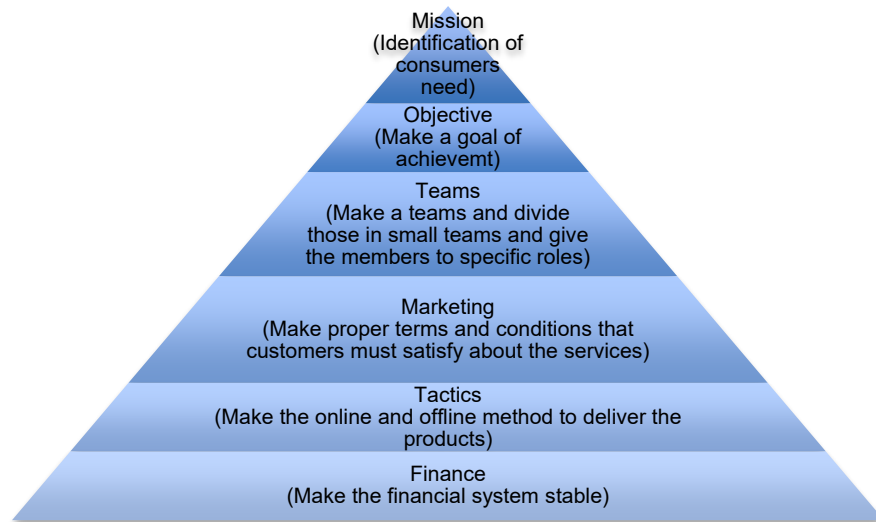 Mission
(Identification of
consumers
need)
Objective
(Make a goal of
achievemt)
Teams
(Make a teams and divide
those in small teams and give
the members to specific roles)
Marketing
(Make proper terms and conditions that
customers must satisfy about the services)
Tactics
(Make the online and offline method to deliver the
products)
Finance
(Make the financial system stable)